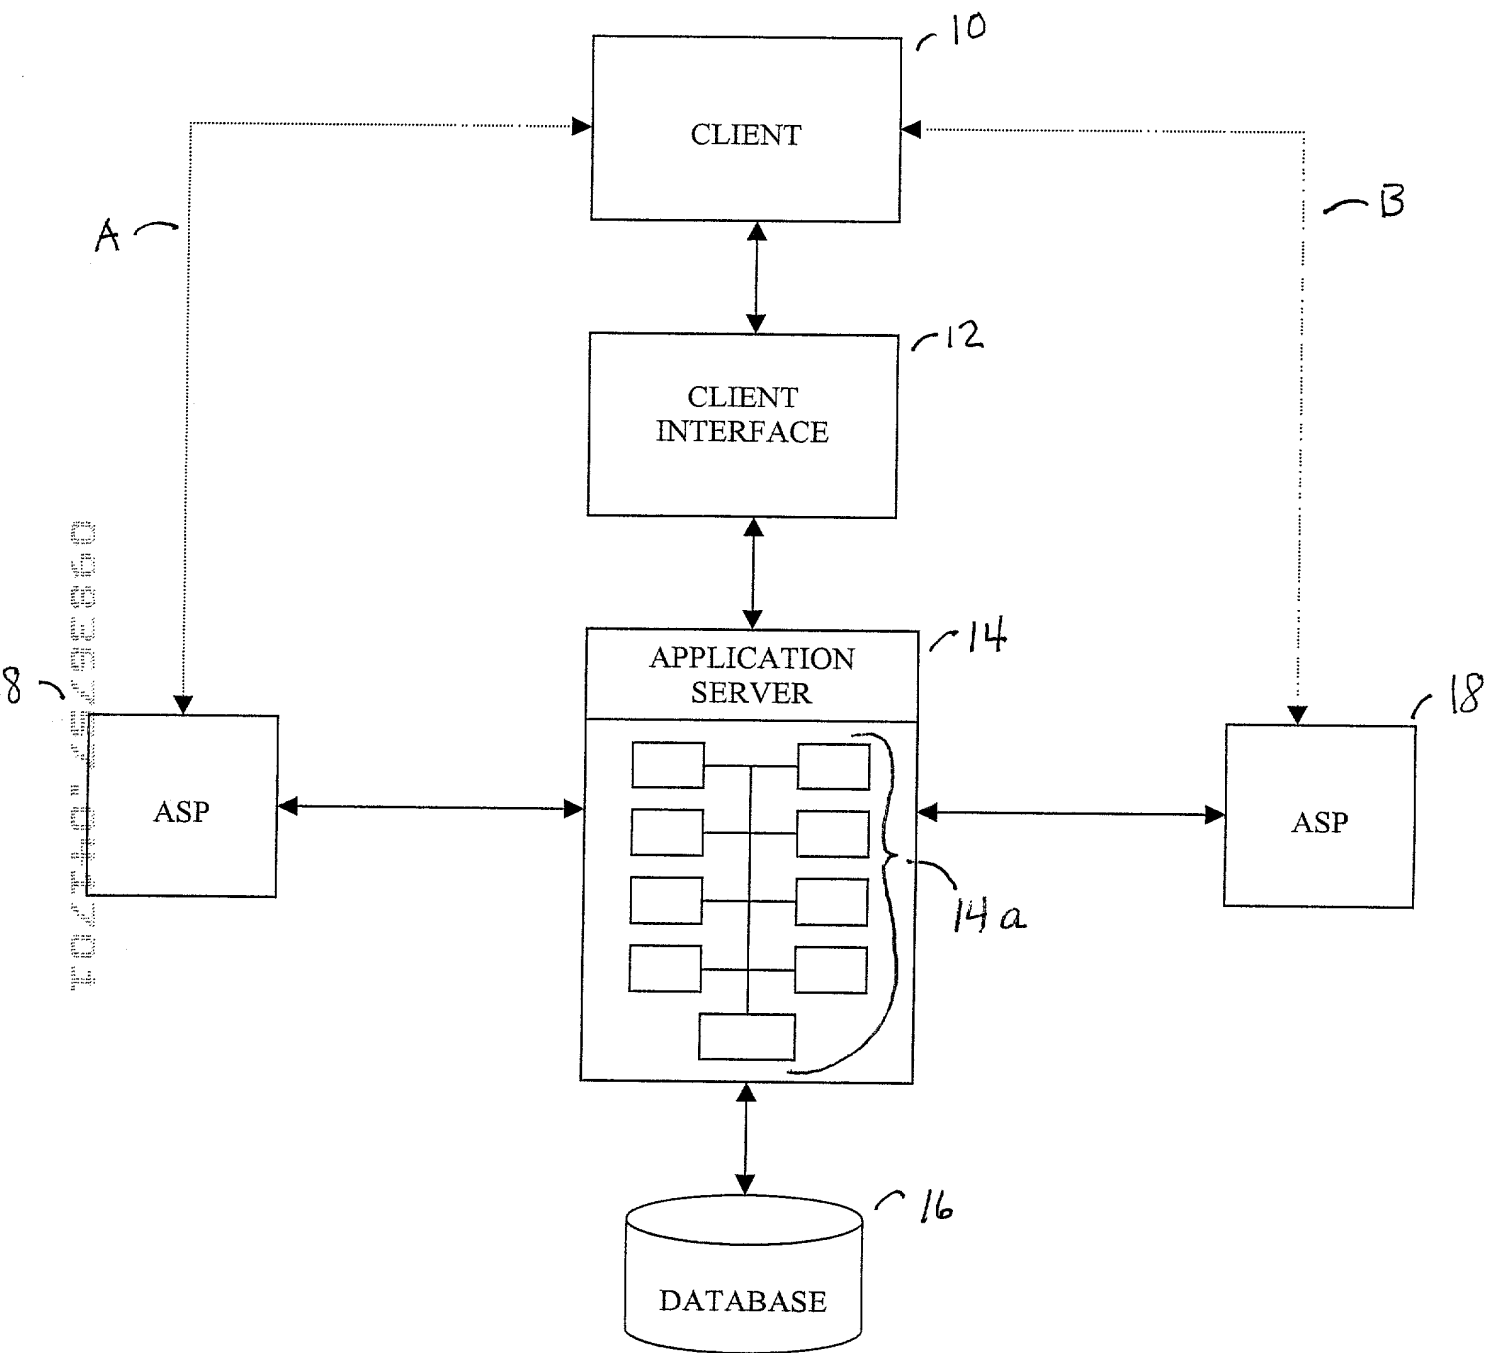 10
CLIENT
A
B
12
CLIENT
INTERFACE
14
APPLICATION
SERVER
8
18
ASP
ASP
14a
16
DATABASE